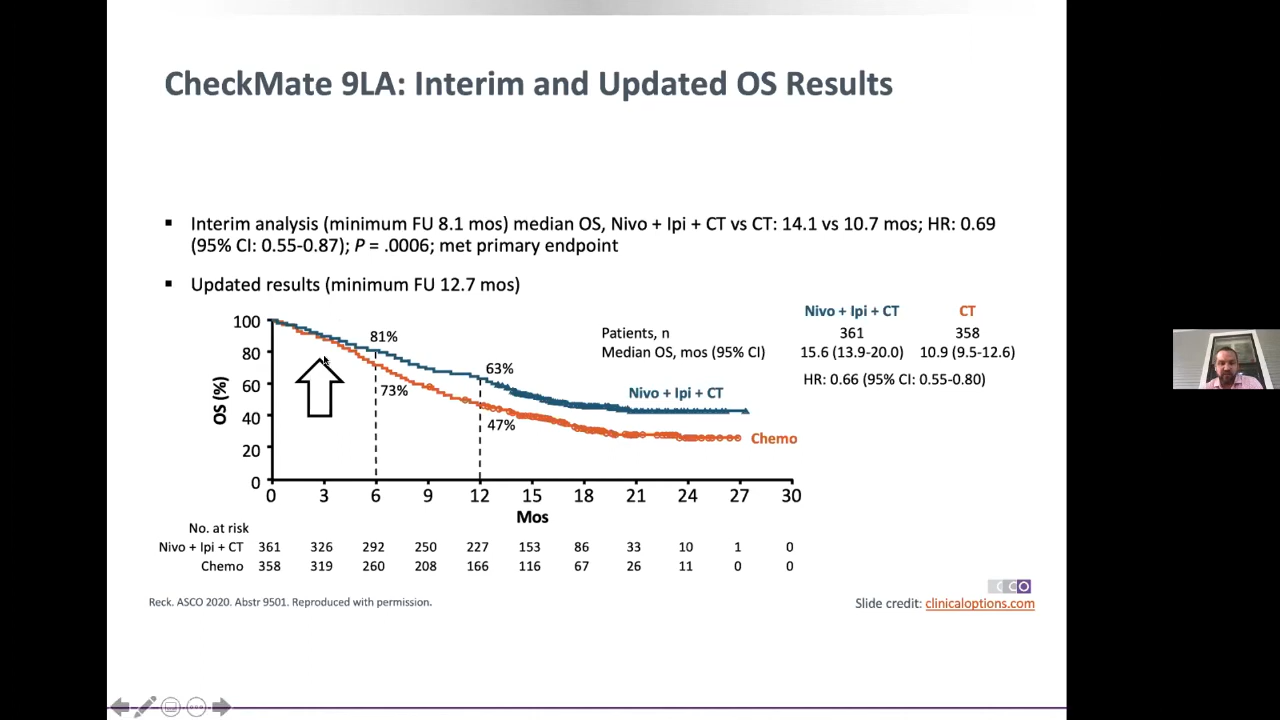 CheckMate 9LA: Interim and Updated OS Results
▪ Interim analysis (minimum FU 8.1 mos) median OS, Nivo + Ipi + CT vs CT: 14.1 vs 10.7 mos; HR: 0.69
(95% CI: 0.55-0.87); P = .0006; met primary endpoint
▪ Updated results (minimum FU 12.7 mos)
Nivo + Ipi + CT CT
Patients, n 361 358
Median OS, mos (95% CI) 15.6 (13.9-20.0) 10.9 (9.5-12.6)
HR: 0.66 (95% CI: 0.55-0.80)
OS (%)
100
80
60
40
20
0
81%
73%
63%
47%
Nivo + Ipi + CT
Chemo
0 3 6 9 12 15 18 21 24 27 30
Mos
No. at risk
Nivo + Ipi + CT 361 326 292 250 227 153 86 33 10 1 0
Chemo 358 319 260 208 166 116 67 26 11 0 0
Reck. ASCO 2020. Abstr 9501. Reproduced with permission.
CCO
Slide credit: clinicaloptions.com